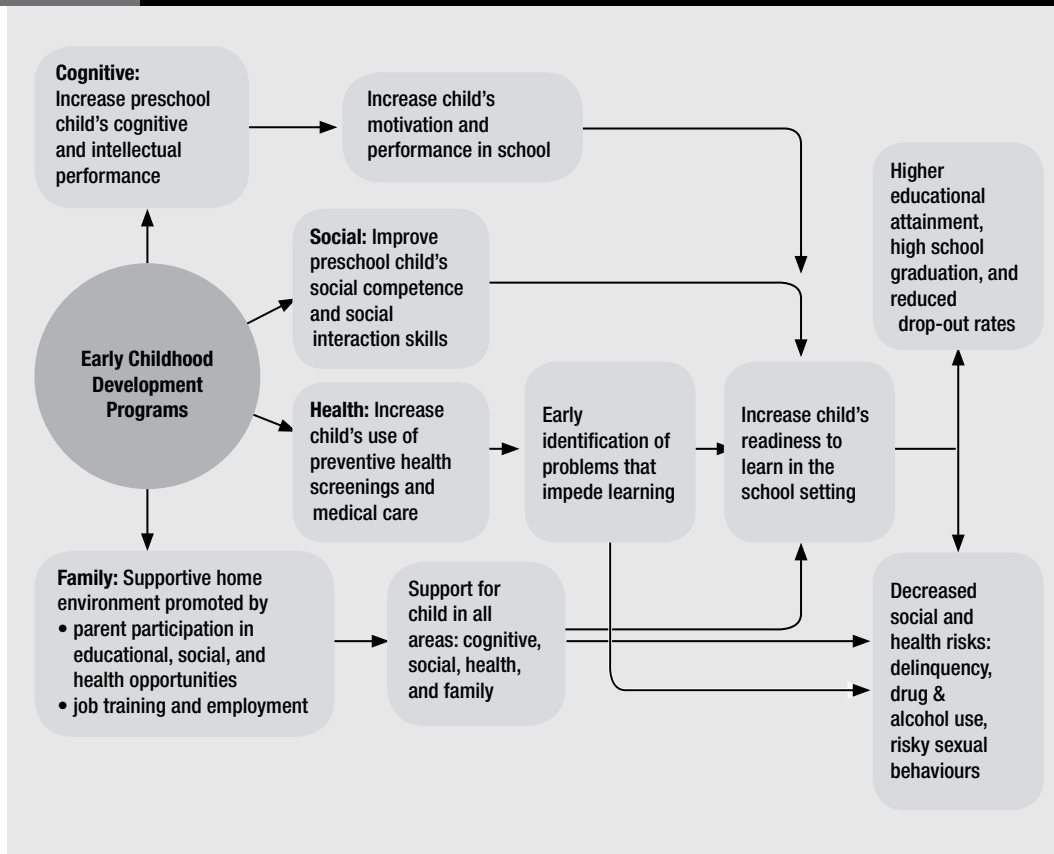 Cognitive:
Increase preschool
child's cognitive
and intellectual
performance
Increase child's
motivation and
performance in school
Higher
educational
attainment,
high school
graduation, and
reduced
drop-out rates
Social: Improve
preschool child's
social competence
and social
interaction skills
Early Childhood
Development
Programs
Health: Increase
child's use of
preventive health
screenings and
medical care
Early
identification of
problems that
impede learning
Increase child's
readiness to
learn in the
school setting
Family: Supportive home
environment promoted by
• parent participation in
educational, social, and
health opportunities
• job training and employment
Support for
child in all
areas: cognitive,
social, health,
and family
Decreased
social and
health risks:
delinquency,
drug &
alcohol use,
risky sexual
behaviours